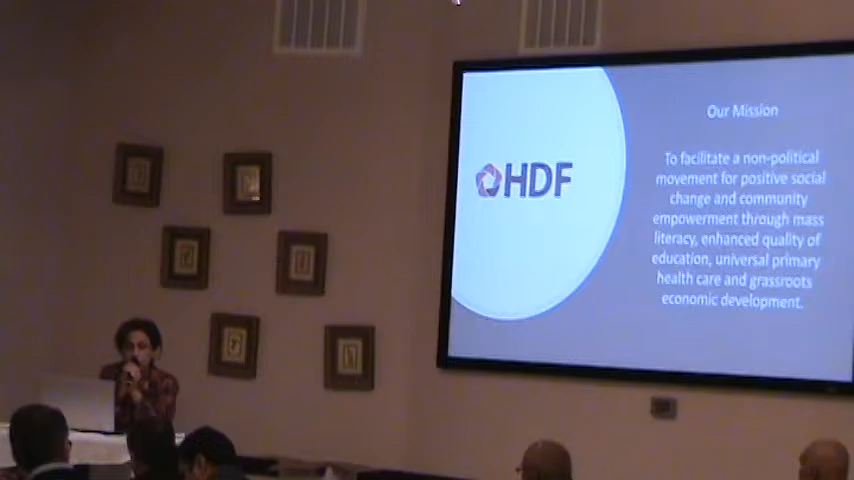 HDF
Our Mission
To facilitate a non-political
movement for positive social
change and community
empowerment through mass
literacy, enhanced quality of
education, universal primary
health care and grassroots
economic development.